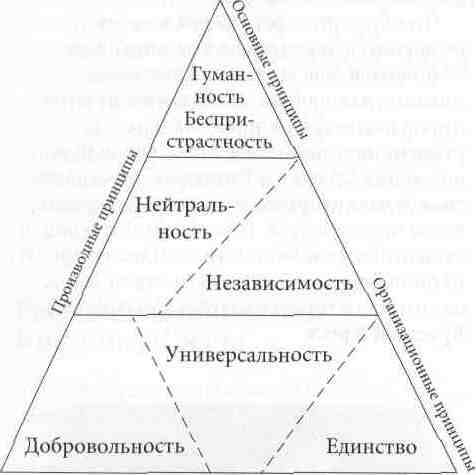 Основные принципы
Гуман-
ность
Беспри-
страстность
Производные принципы
Нейтраль-
ность
Независимость
Организационные принципы
Универсальность
Добровольность
Единство